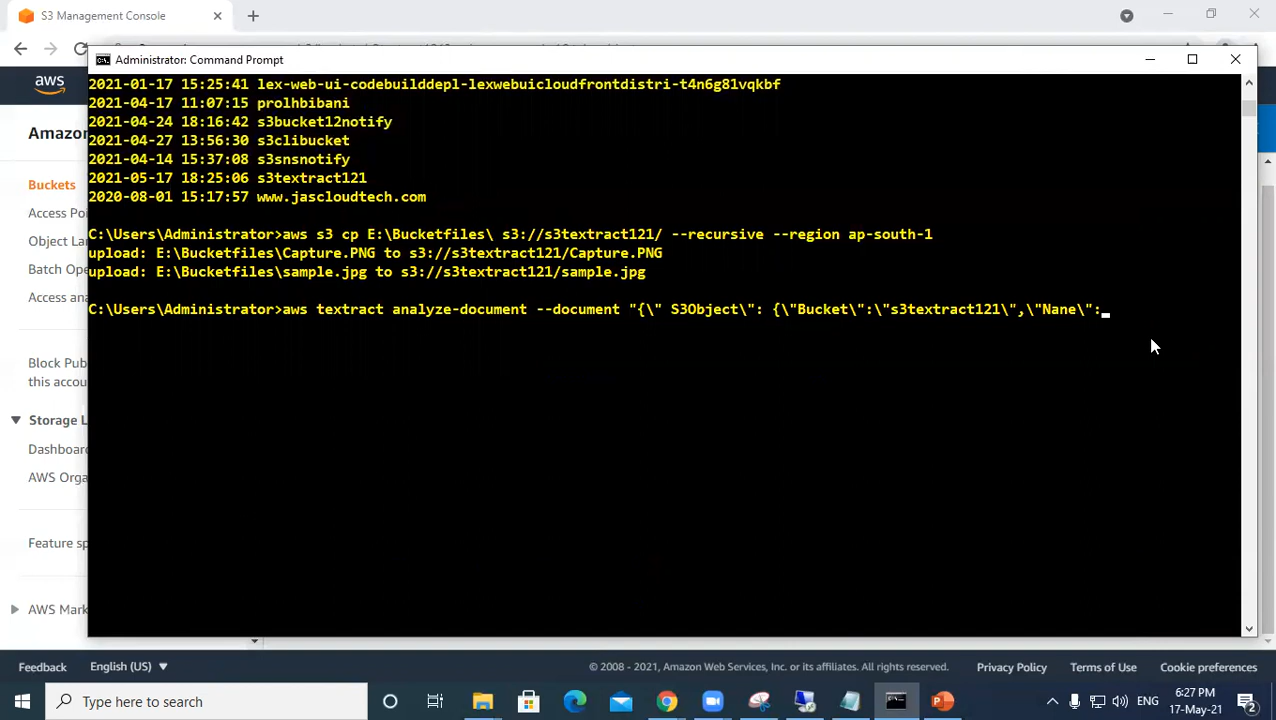 S3 Management Console
Administrator: Command Prompt
aws
2021-01-17 15:25:41 lex-web-ui-codebuilddepl-lexwebuicloudfrontdistri-t4n6g81vqkbf
2021-04-17 11:07:15 prolhbibani
2021-04-24 18:16:42 s3bucket12notify
2021-04-27 13:56:30 s3clibucket
2021-04-14 15:37:08 s3snsnotify
2021-05-17 18:25:06 s3textract121
2020-08-01 15:17:57 www.jascloudtech.com
C:\Users\Administrator>aws s3 cp E:\Bucketfiles\ s3://s3textract121/ --recursive --region ap-south-1
upload: E:\Bucketfiles\Capture.PNG to s3://s3textract121/Capture.PNG
upload: E:\Bucketfiles\sample.jpg to s3://s3textract121/sample.jpg
C:\Users\Administrator>aws textract analyze-document --document "{\" S3Object\": {\"Bucket\":\"s3textract121\",\"Nane\":
Amazon
Buckets
Access Poi
Object Lan
Batch Ope
Access ana
Block Publ
this accou
Storage L
Dashboar
AWS Orga
Feature sp
AWS Mark
Feedback English (US) © 2008 - 2021, Amazon Web Services, Inc. or its affiliates. All rights reserved. Privacy Policy Terms of Use Cookie preferences
Type here to search
ENG
6:27 PM
17-May-21
2